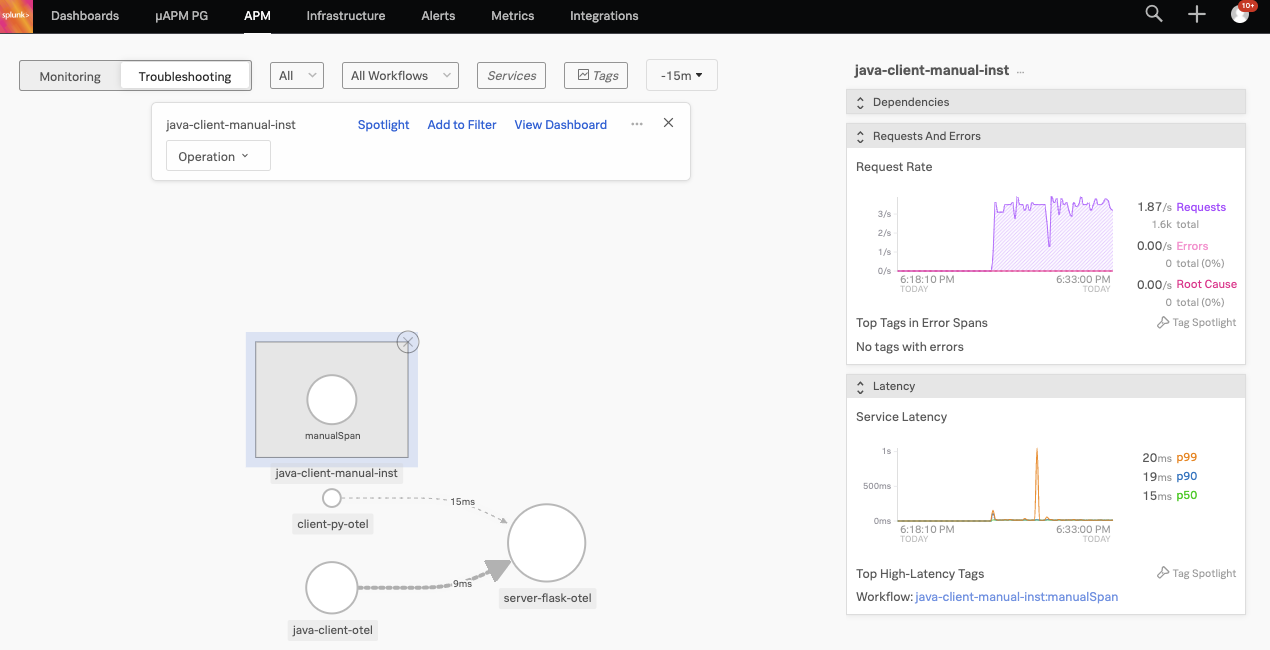 splunk>
Dashboards
µAPM PG
APM
Infrastructure
Alerts
Metrics
Integrations
10+
Monitoring
Troubleshooting
All
All Workflows
Services
Tags
-15m
java-client-manual-inst
Spotlight
Add to Filter
View Dashboard
Operation
manualSpan
java-client-manual-inst
15ms
client-py-otel
9ms
server-flask-otel
java-client-otel
java-client-manual-inst ...
Dependencies
Requests And Errors
Request Rate
3/s
2/s
1/s
0/s
6:18:10 PM
TODAY
6:33:00 PM
TODAY
1.87/s Requests
1.6k total
0.00/s Errors
0 total (0%)
0.00/s Root Cause
0 total (0%)
Top Tags in Error Spans
Tag Spotlight
No tags with errors
Latency
Service Latency
1s
500ms
0ms
6:18:10 PM
TODAY
6:33:00 PM
TODAY
20ms p99
19ms p90
15ms p50
Top High-Latency Tags
Tag Spotlight
Workflow: java-client-manual-inst:manualSpan